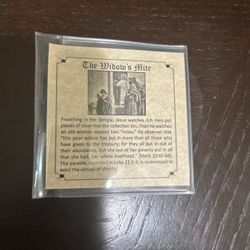 The Widow's Mite
Preaching in the Temple, Jesus watches rich men put
pieces of silver into the collection bin. Then he watched
an old woman deposit two "mites." He observes that
"this poor widow has put in more than all those who
have given to the treasury; for they all put in out of
their abundance, but she out of her poverty put in all
that she had, her whole livelihood." (Mark 12:41-44).
The parable, repeated in Luke 21:1-4, is understood to
extol the virtues of charity.